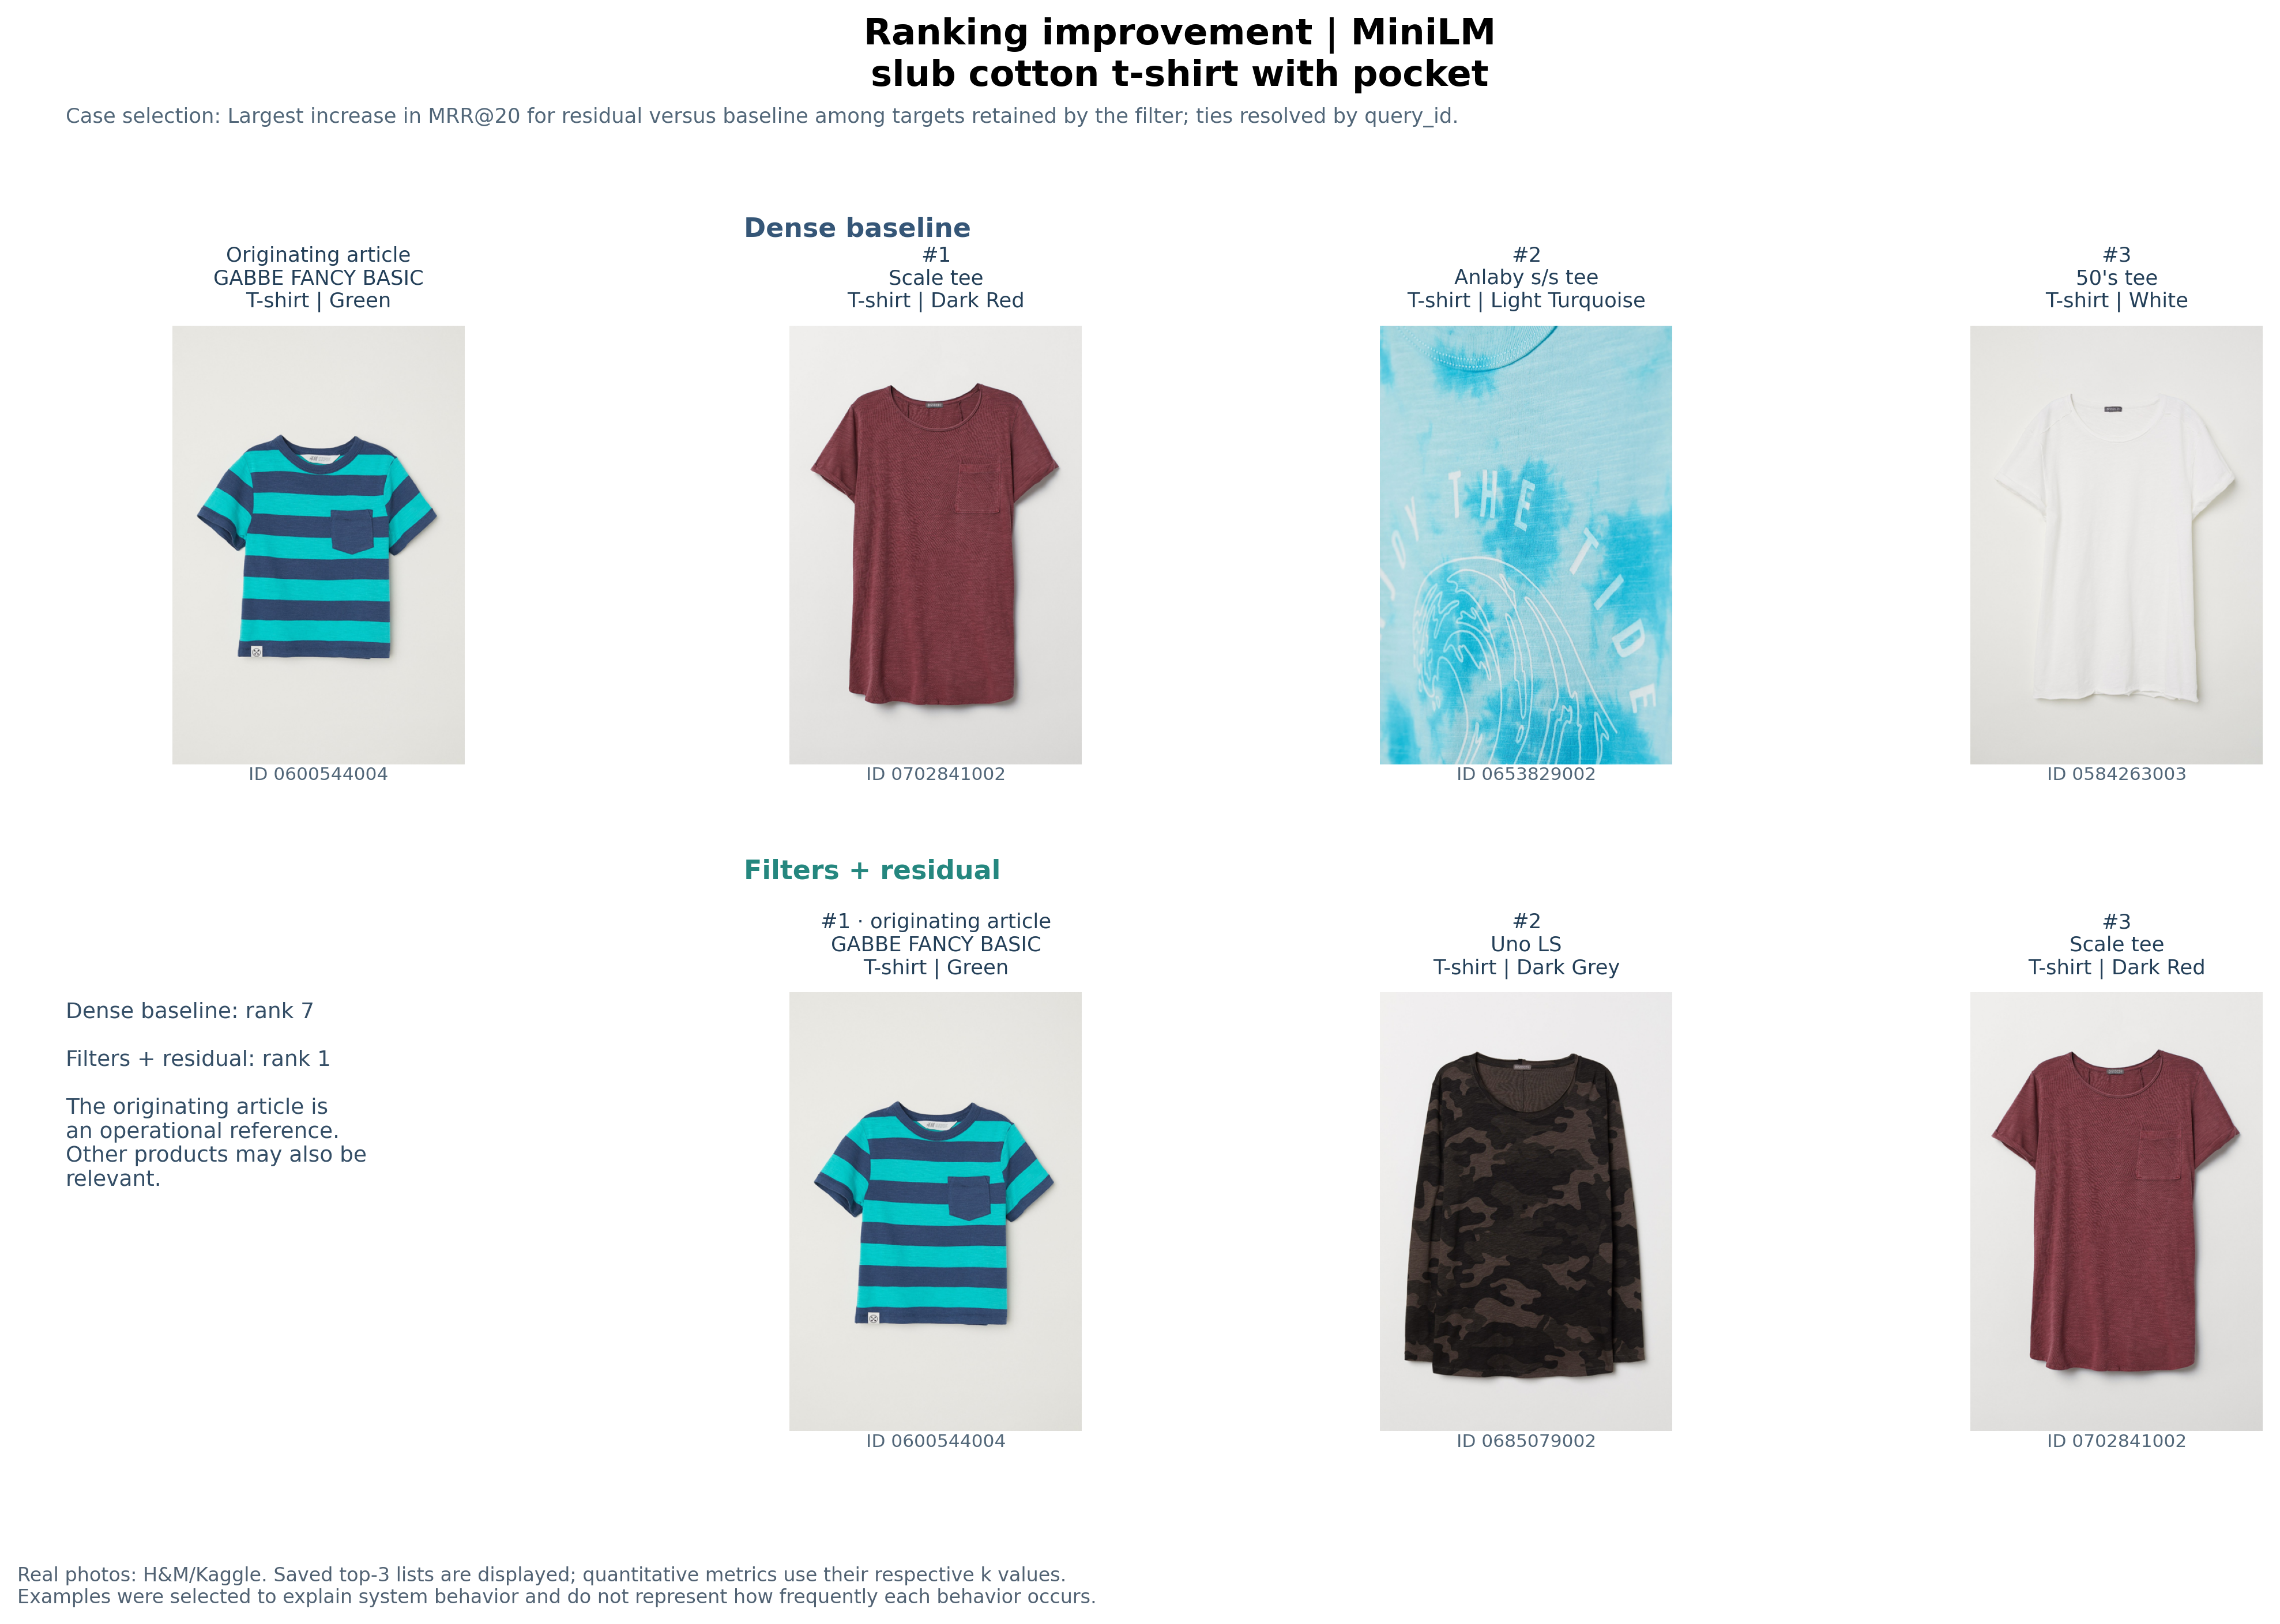 Ranking improvement | MiniLM
slub cotton t-shirt with pocket
Case selection: Largest increase in MRR@20 for residual versus baseline among targets retained by the filter; ties resolved by query_id.
Dense baseline
Originating article
GABBE FANCY BASIC
T-shirt | Green
ID 0600544004
#1
Scale tee
T-shirt | Dark Red
ID 0702841002
#2
Anlaby s/s tee
T-shirt | Light Turquoise
THE TIDE
ID 0653829002
#3
50's tee
T-shirt | White
ID 0584263003
Filters + residual
Dense baseline: rank 7
Filters + residual: rank 1
The originating article is
an operational reference.
Other products may also be
relevant.
#1 · originating article
GABBE FANCY BASIC
T-shirt | Green
ID 0600544004
#2
Uno LS
T-shirt | Dark Grey
ID 0685079002
#3
Scale tee
T-shirt | Dark Red
ID 0702841002
Real photos: H&M/Kaggle. Saved top-3 lists are displayed; quantitative metrics use their respective k values.
Examples were selected to explain system behavior and do not represent how frequently each behavior occurs.